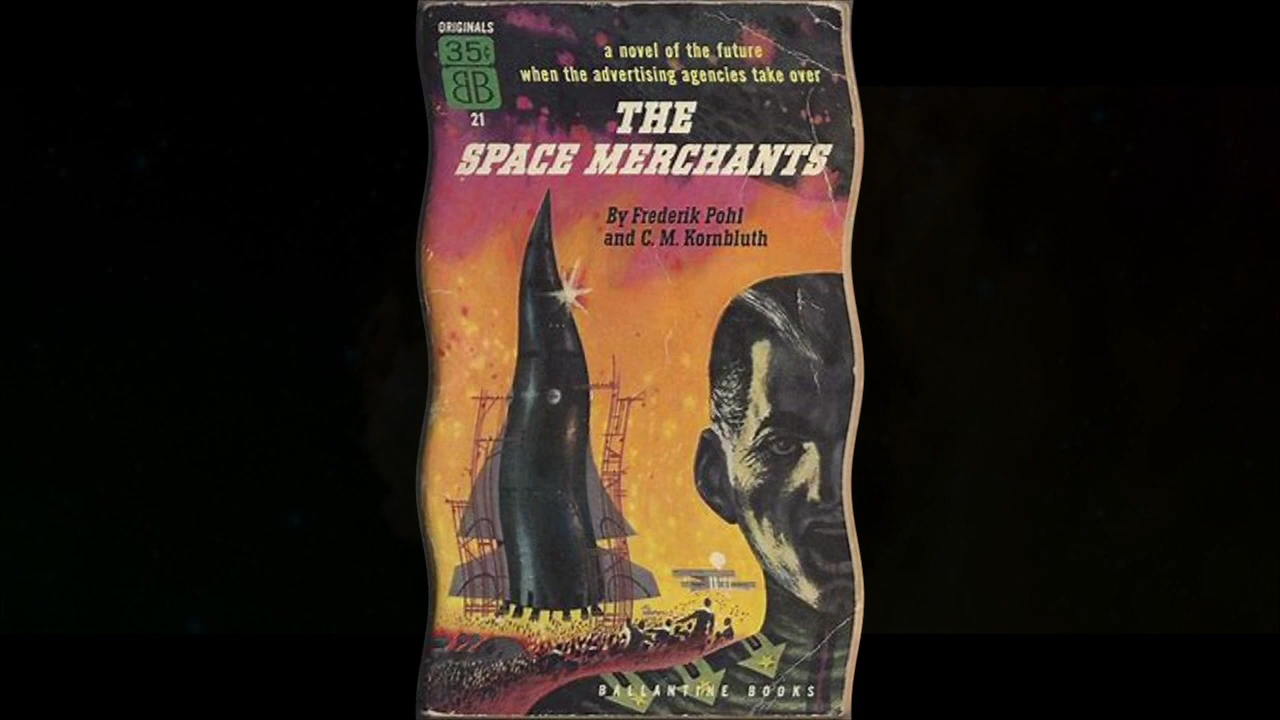 ORIGINALS
35¢
BB
21
a novel of the future
when the advertising agencies take over
THE
SPACE MERCHANTS
By Frederik Pohl
and C. M. Kornbluth
BALLANTINE BOOKS